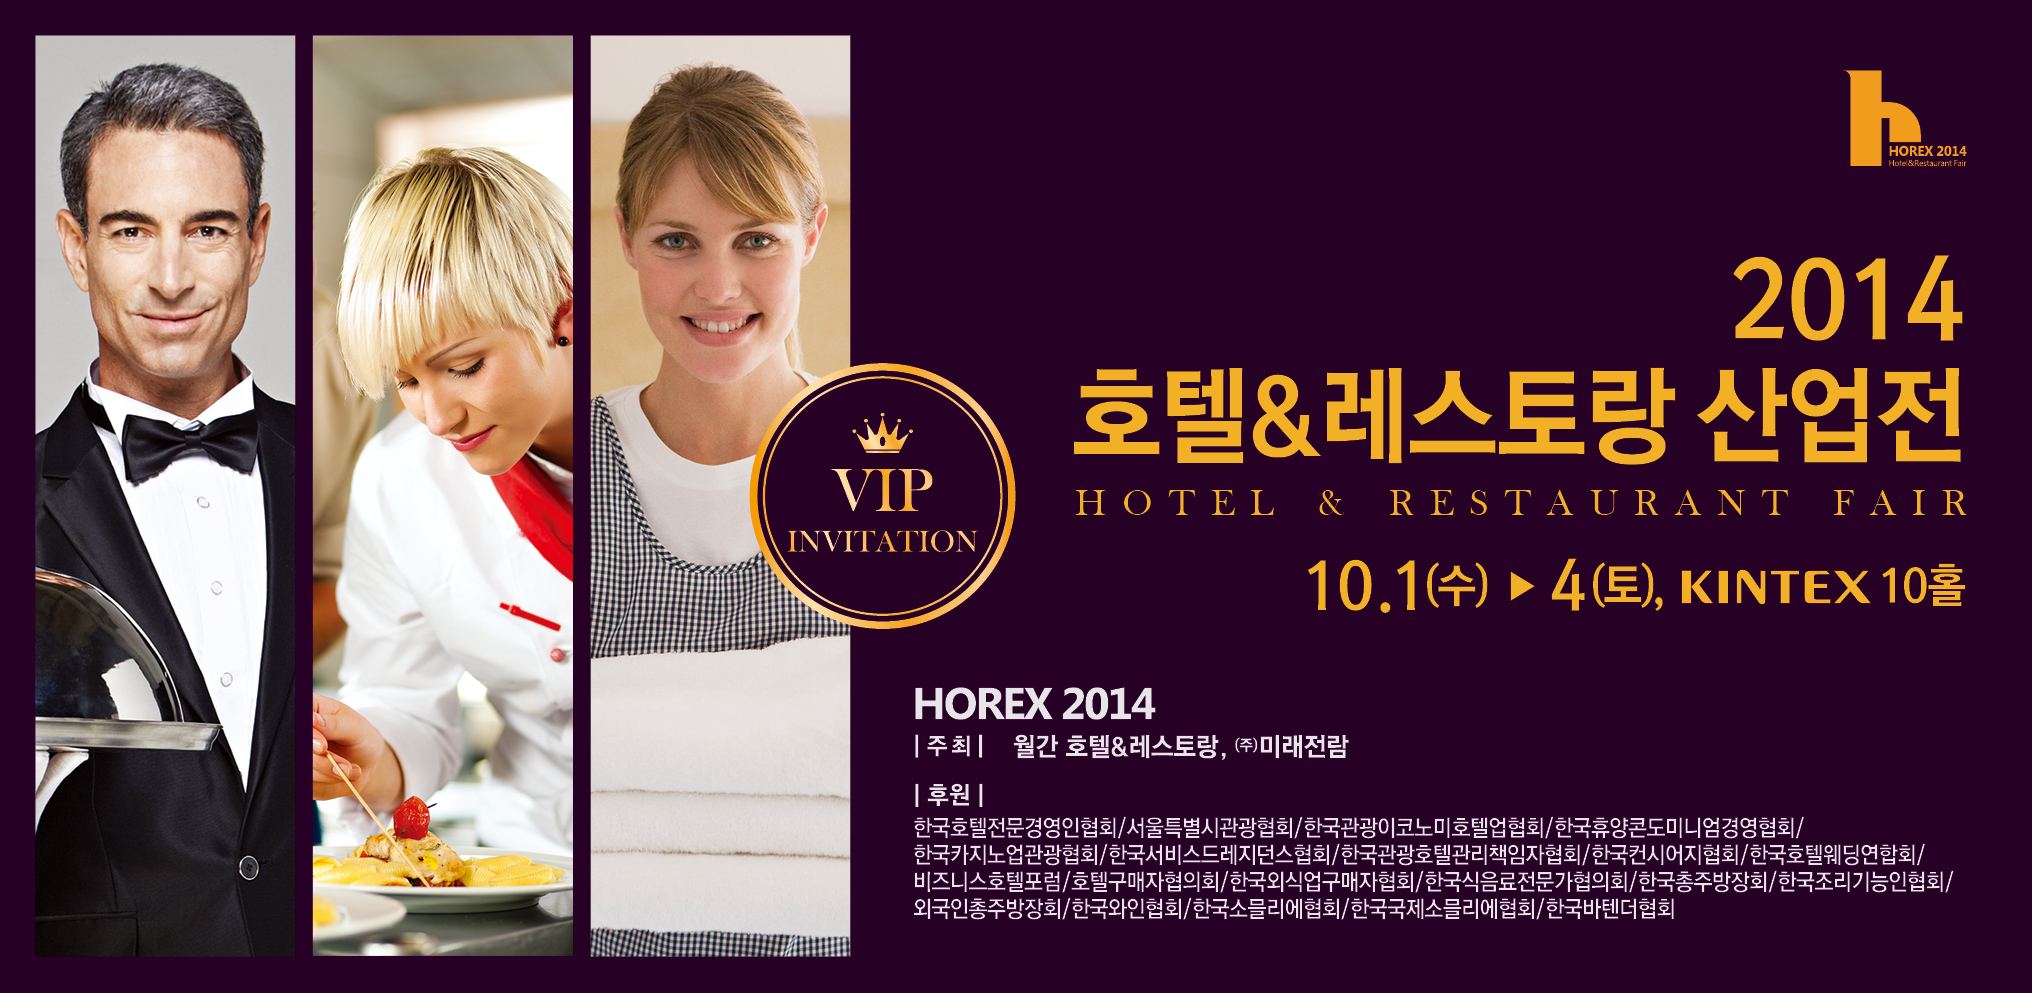 HOREX 2014
Hotel&Restaurant Fair
2014
호텔&레스토랑 산업전
HOTEL & RESTAURANT FAIR
10.1(수) ▶ 4(토), KINTEX 10홀
VIP
INVITATION
HOREX 2014
| 주최 | 월간 호텔&레스토랑, (주)미래전람
| 후원 |
한국호텔전문경영인협회/서울특별시관광협회/한국관광이코노미호텔업협회/한국휴양콘도미니엄경영협회/
한국카지노업관광협회/한국서비스드레지던스협회/한국관광호텔관리책임자협회/한국컨시어지협회/한국호텔웨딩연합회/
비즈니스호텔포럼/호텔구매자협의회/한국외식업구매자협회/한국식음료전문가협의회/한국총주방장회/한국조리기능인협회/
외국인총주방장회/한국와인협회/한국소믈리에협회/한국국제소믈리에협회/한국바텐더협회